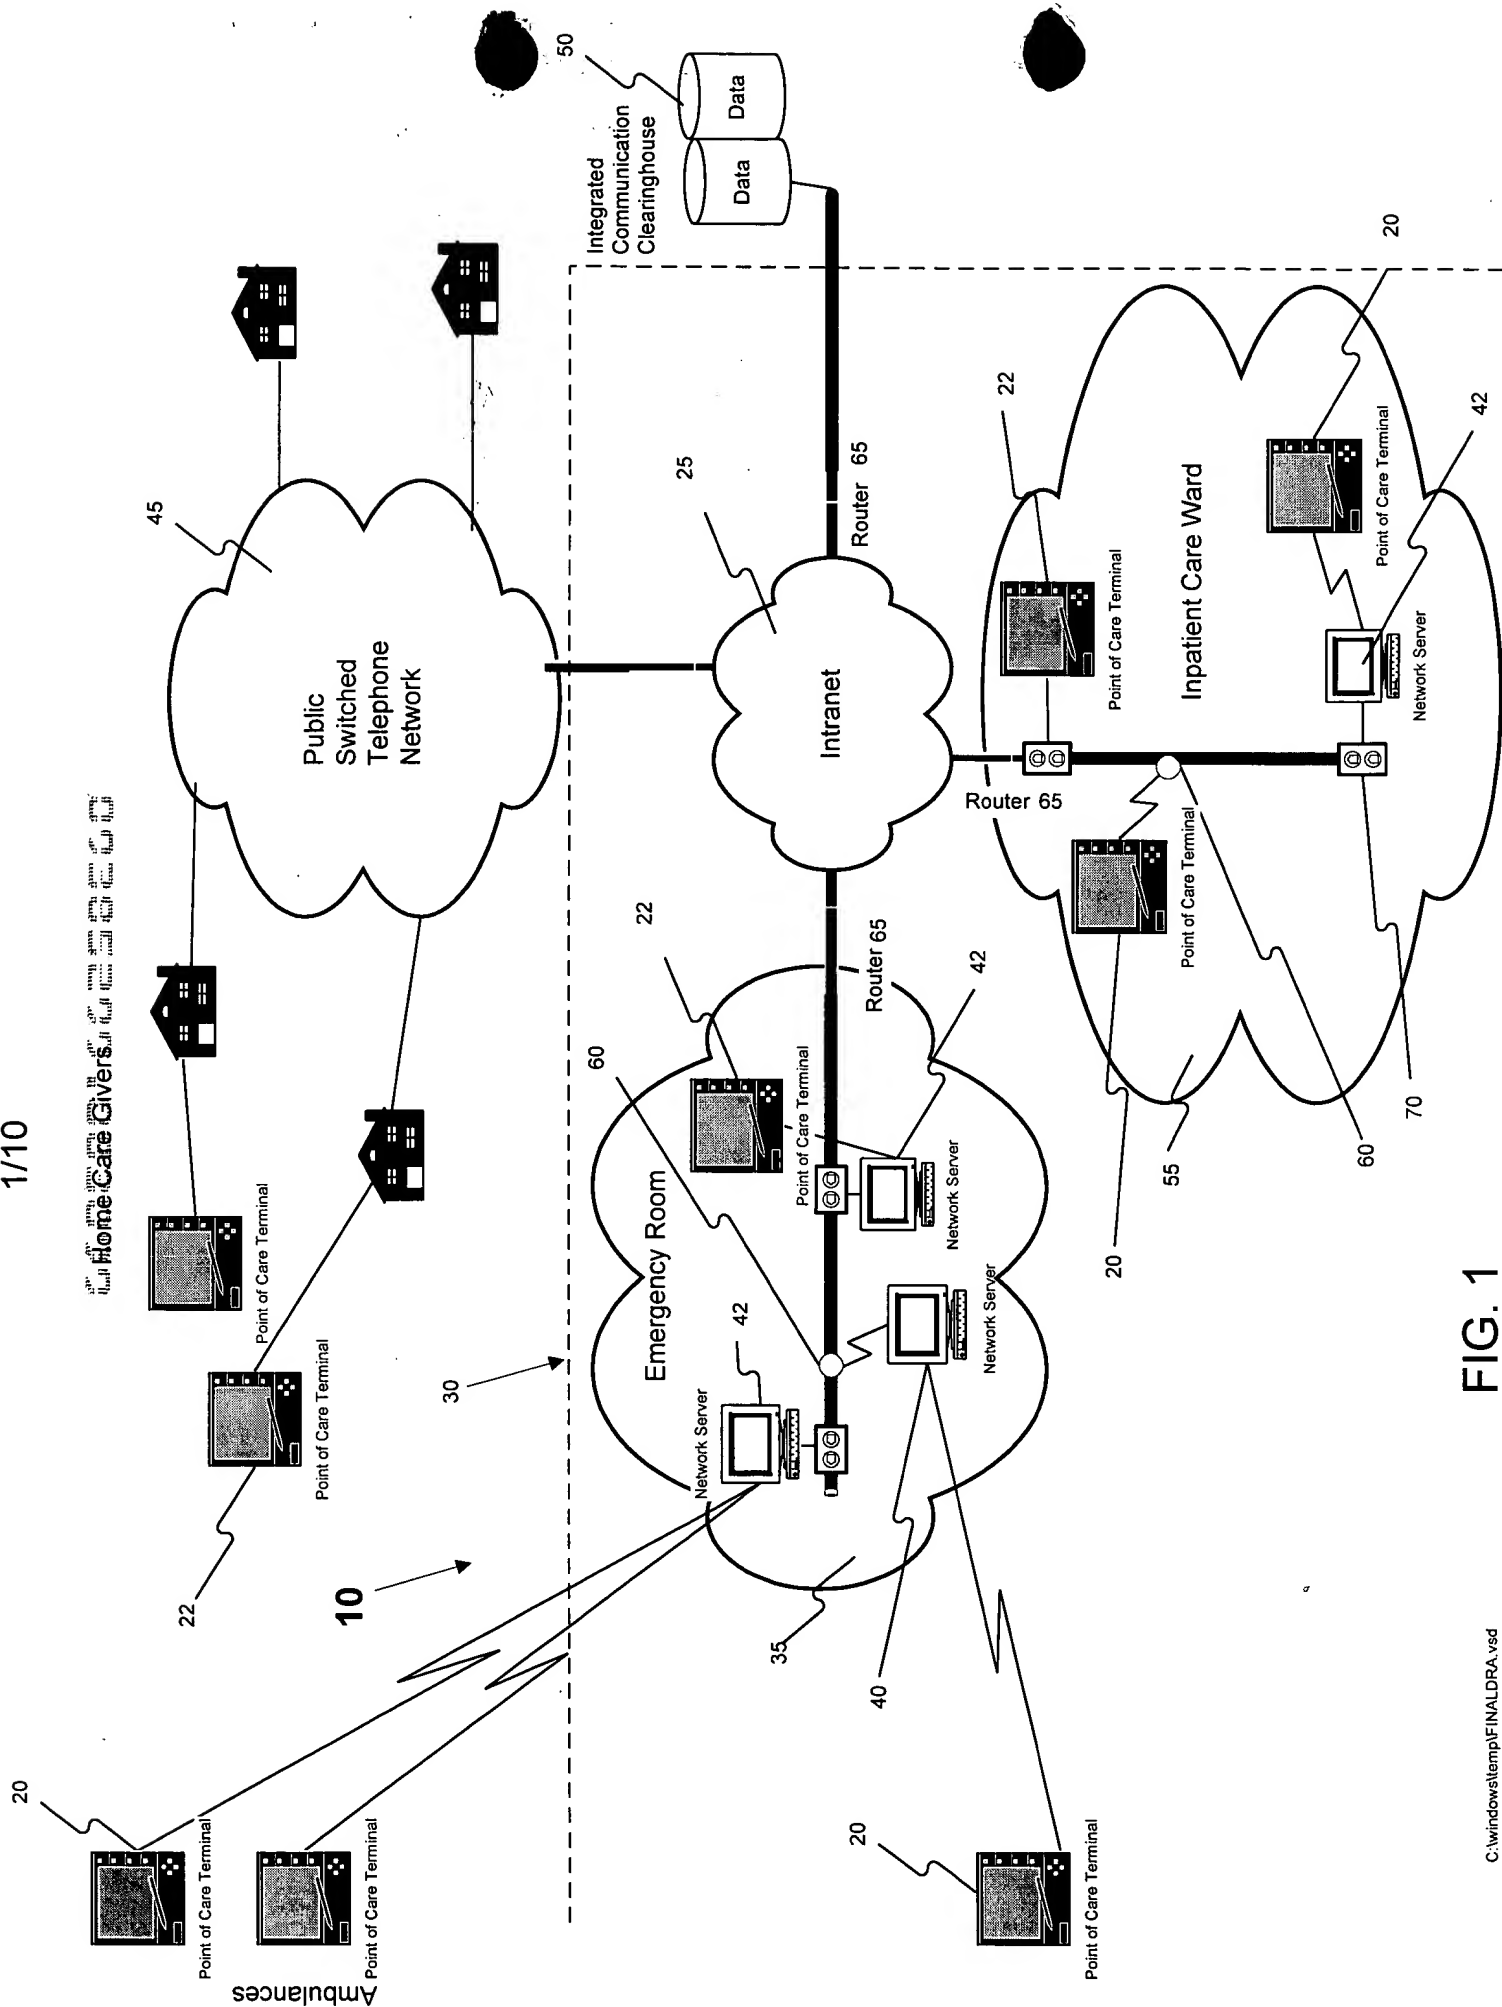 1/10
Home Care Givers
20
Point of Care Terminal
Point of Care Terminal
Ambulances
22
Point of Care Terminal
Point of Care Terminal
10
30
45
Public
Switched
Telephone
Network
50
Integrated
Communication
Clearinghouse
Data
Data
25
Intranet
Router 65
Router 65
Router 65
Emergency Room
60
22
Point of Care Terminal
42
Network Server
42
Network Server
Network Server
35
40
20
Point of Care Terminal
Inpatient Care Ward
22
Point of Care Terminal
20
Point of Care Terminal
42
Network Server
Point of Care Terminal
20
55
60
70
FIG. 1
C:\windows\temp\FINALDRA.vsd